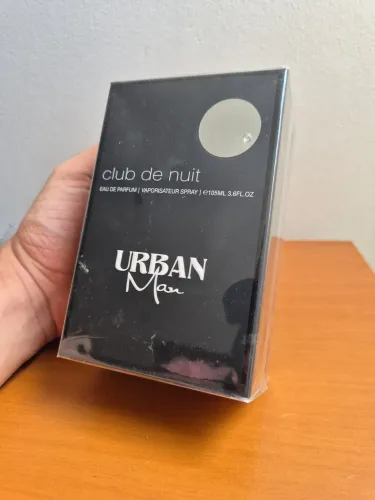 club de nuit
EAU DE PARFUM ( VAPORISATEUR SPRAY ) ℮105ML 3.6FL.OZ
URBAN
Man